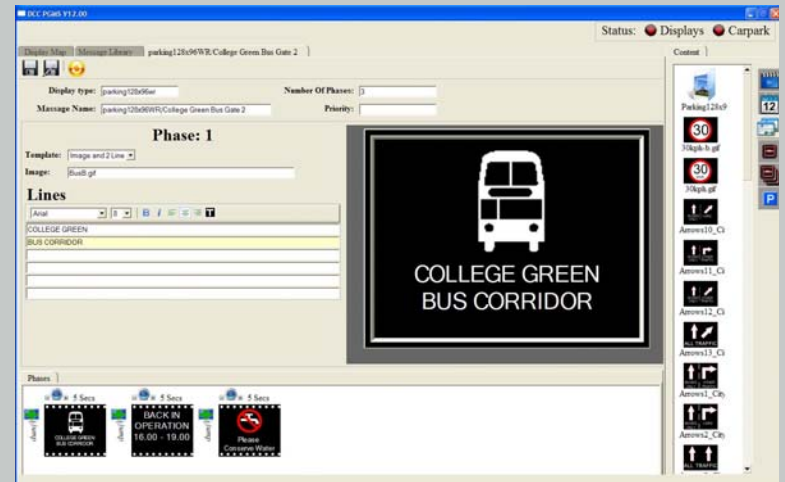 DCC PGIS V12.00
Status: Displays Carpark
Display Map Message Library parking128x96WR/College Green Bus Gate 2
Content
Display type: parking128x96wr Number Of Phases: 3
Massage Name: parking128x96WR/College Green Bus Gate 2 Priority:
Phase: 1
Template: Image and 2 Line
Image: BusB.gif
Lines
Arial 8 B I T
COLLEGE GREEN
BUS CORRIDOR
COLLEGE GREEN
BUS CORRIDOR
Phases
5 Secs
COLLEGE GREEN
BUS CORRIDOR
5 Secs
BACK IN
OPERATION
16.00 - 19.00
5 Secs
Please
Conserve Water
Parking128x9
30
30kph-b.gif
30
30kph.gif
Arrows10_Ci
Arrows11_Ci
Arrows12_Ci
ALL TRAFFIC
Arrows13_Ci
Arrows1_City
Arrows2_City
ALL TRAFFIC
12
P